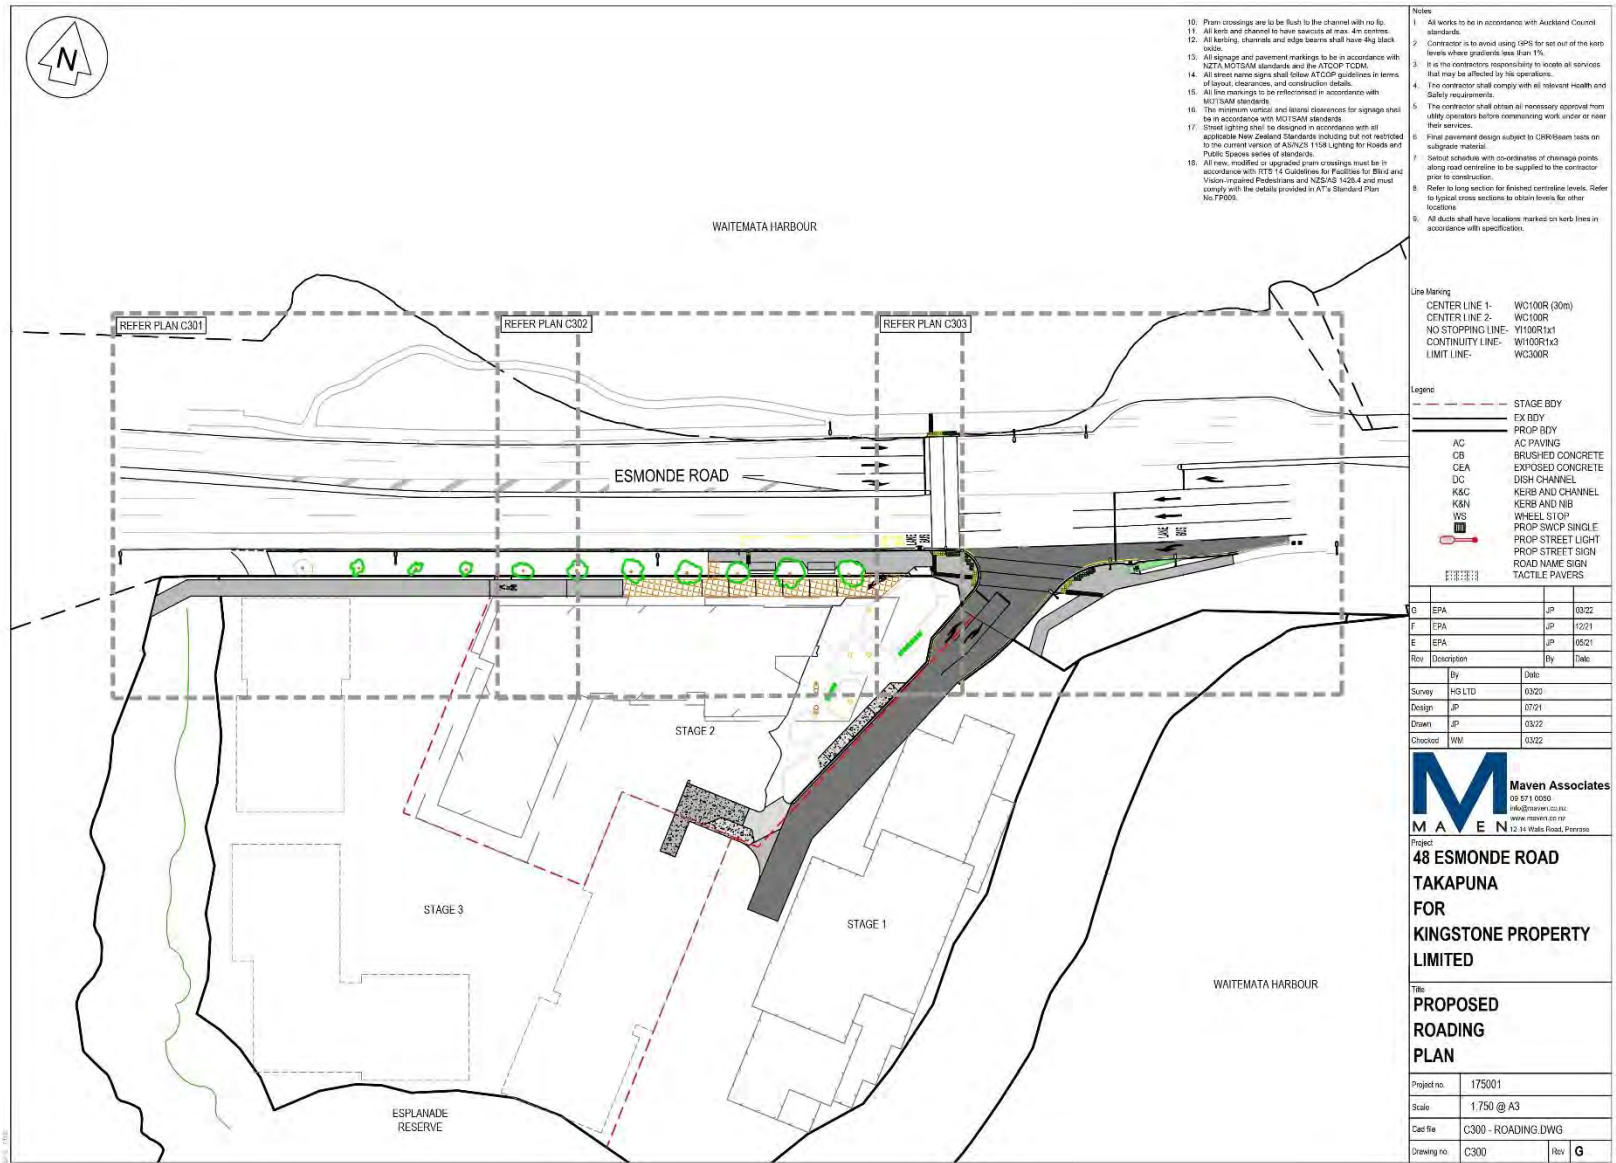 N
10. Pram crossings are to be flush to the channel with no lip.
11. All kerb and channel to have sawcuts at max. 4m centres.
12. All kerbing, channels and edge beams shall have 4kg black
oxide.
13. All signage and pavement markings to be in accordance with
NZTA MOTSAM standards and the ATCOP TCDM.
14. All street name signs shall follow ATCOP guidelines in terms
of layout, clearances, and construction details.
15. All line markings to be reflectorised in accordance with
MOTSAM standards
16. The minimum vertical and lateral clearances for signage shall
be in accordance with MOTSAM standards.
17. Street lighting shall be designed in accordance with all
applicable New Zealand Standards including but not restricted
to the current version of AS/NZS 1158 Lighting for Roads and
Public Spaces series of standards.
18. All new, modified or upgraded pram crossings must be in
accordance with RTS 14 Guidelines for Facilities for Blind and
Vision-impaired Pedestrians and NZS/AS 1428.4 and must
comply with the details provided in AT's Standard Plan
No.FP009.
Notes
1 All works to be in accordance with Auckland Council
standards.
2 Contractor is to avoid using GPS for set out of the kerb
levels where gradients less than 1%.
3. It is the contractors responsibility to locate all services
that may be affected by his operations.
4. The contractor shall comply with all relevant Health and
Safety requirements.
5 The contractor shall obtain all necessary approval from
utility operators before commencing work under or near
their services.
6 Final pavement design subject to CBR/Beam tests on
subgrade material.
7 Setout schedule with co-ordinates of chainage points
along road centreline to be supplied to the contractor
prior to construction.
8 Refer to long section for finished centreline levels. Refer
to typical cross sections to obtain levels for other
locations
9. All ducts shall have locations marked on kerb lines in
accordance with specification.
Line Marking
CENTER LINE 1- WC100R (30m)
CENTER LINE 2- WC100R
NO STOPPING LINE- YI100R1x1
CONTINUITY LINE- WI100R1x3
LIMIT LINE- WC300R
Legend
STAGE BDY
EX BDY
PROP BDY
AC AC PAVING
CB BRUSHED CONCRETE
CEA EXPOSED CONCRETE
DC DISH CHANNEL
K&C KERB AND CHANNEL
K&N KERB AND NIB
WS WHEEL STOP
PROP SWCP SINGLE
PROP STREET LIGHT
PROP STREET SIGN
ROAD NAME SIGN
TACTILE PAVERS
WAITEMATA HARBOUR
REFER PLAN C301
REFER PLAN C302
REFER PLAN C303
ESMONDE ROAD
LANE
BUS
LANE
BUS
STAGE 2
STAGE 3
STAGE 1
WAITEMATA HARBOUR
ESPLANADE
RESERVE
G EPA JP 03/22
F EPA JP 12/21
E EPA JP 05/21
Rev Description By Date
By Date
Survey HG LTD 03/20
Design JP 07/21
Drawn JP 03/22
Checked WM 03/22
MAVEN
Maven Associates
09 571 0050
info@maven.co.nz
www.maven.co.nz
12-14 Walls Road, Penrose
Project
48 ESMONDE ROAD
TAKAPUNA
FOR
KINGSTONE PROPERTY
LIMITED
Title
PROPOSED
ROADING
PLAN
Project no. 175001
Scale 1:750 @ A3
Cad file C300 - ROADING.DWG
Drawing no. C300 Rev G